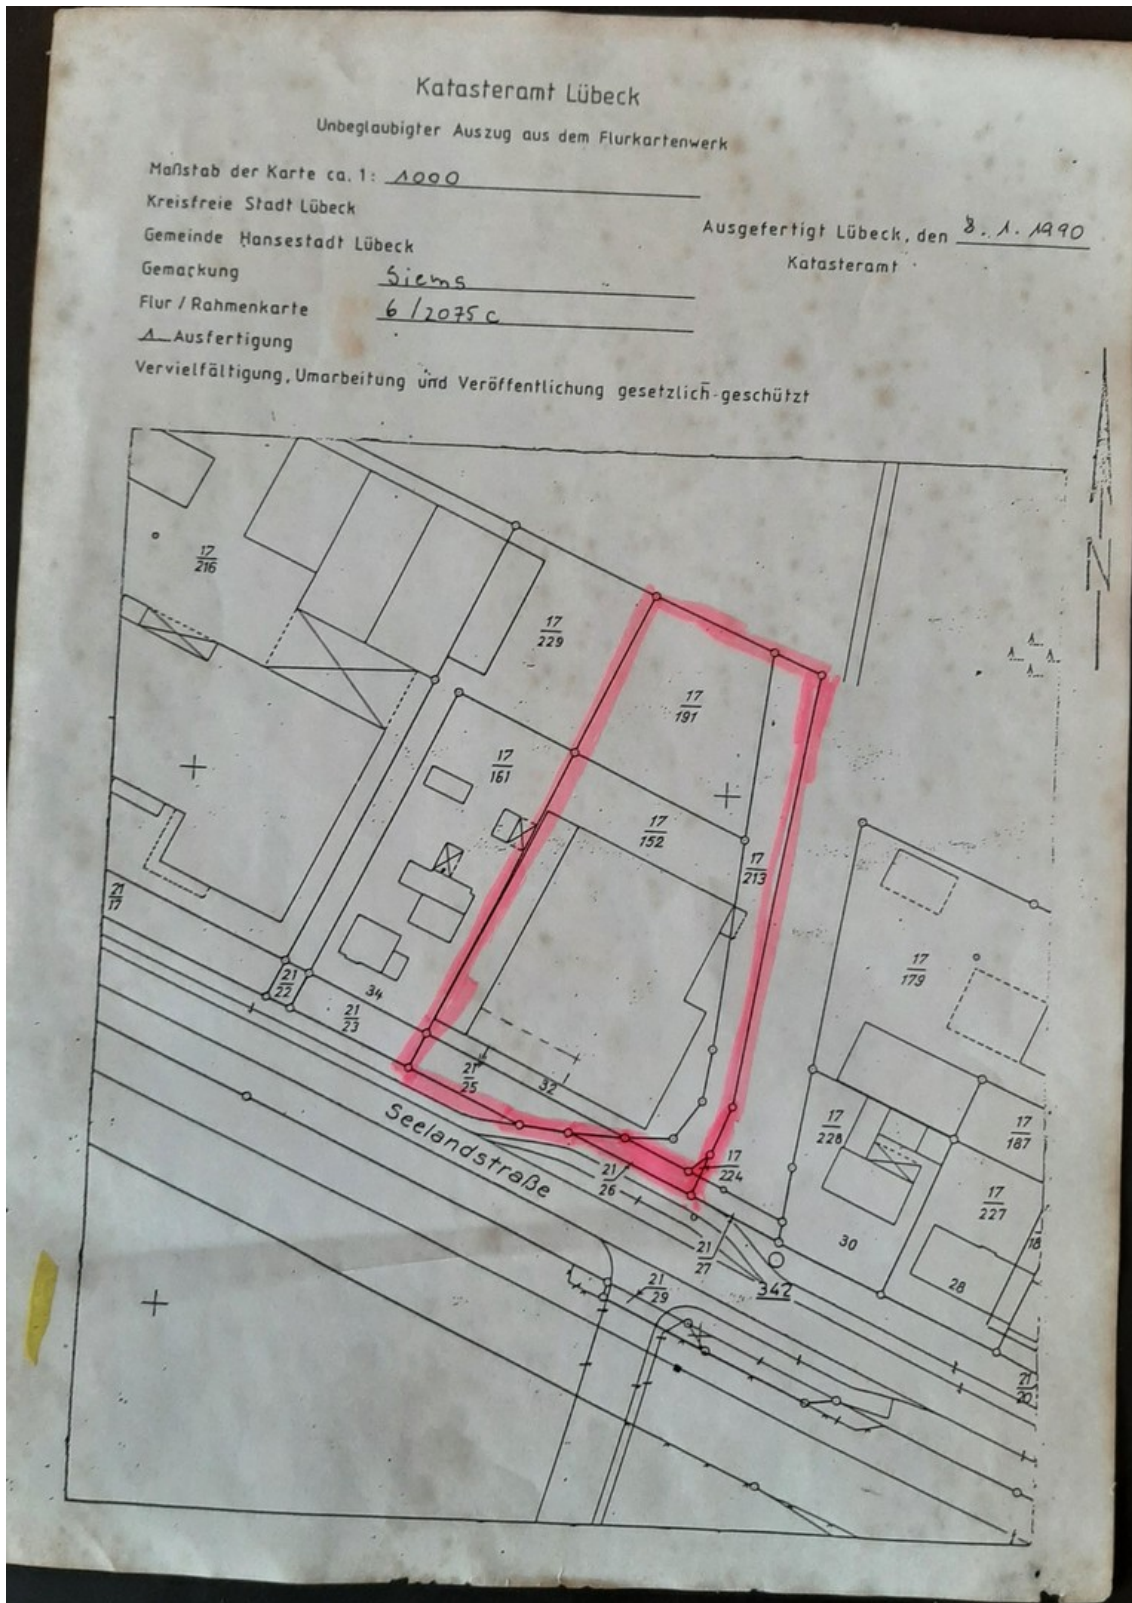 Katasteramt Lübeck
Unbeglaubigter Auszug aus dem Flurkartenwerk
Maßstab der Karte ca. 1: 1000
Kreisfreie Stadt Lübeck
Gemeinde Hansestadt Lübeck
Ausgefertigt Lübeck, den 8. 1. 1990
Katasteramt
Gemarkung Siems
Flur / Rahmenkarte 6 / 2075 c
1. Ausfertigung
Vervielfältigung, Umarbeitung und Veröffentlichung gesetzlich geschützt
N
17/216
17/229
17/191
17/161
17/152
17/213
21/17
17/179
21/22
34
21/23
21/25
32
Seelandstraße
17/228
17/187
17/224
21/26
17/227
30
18
21/27
342
21/29
28
21/20